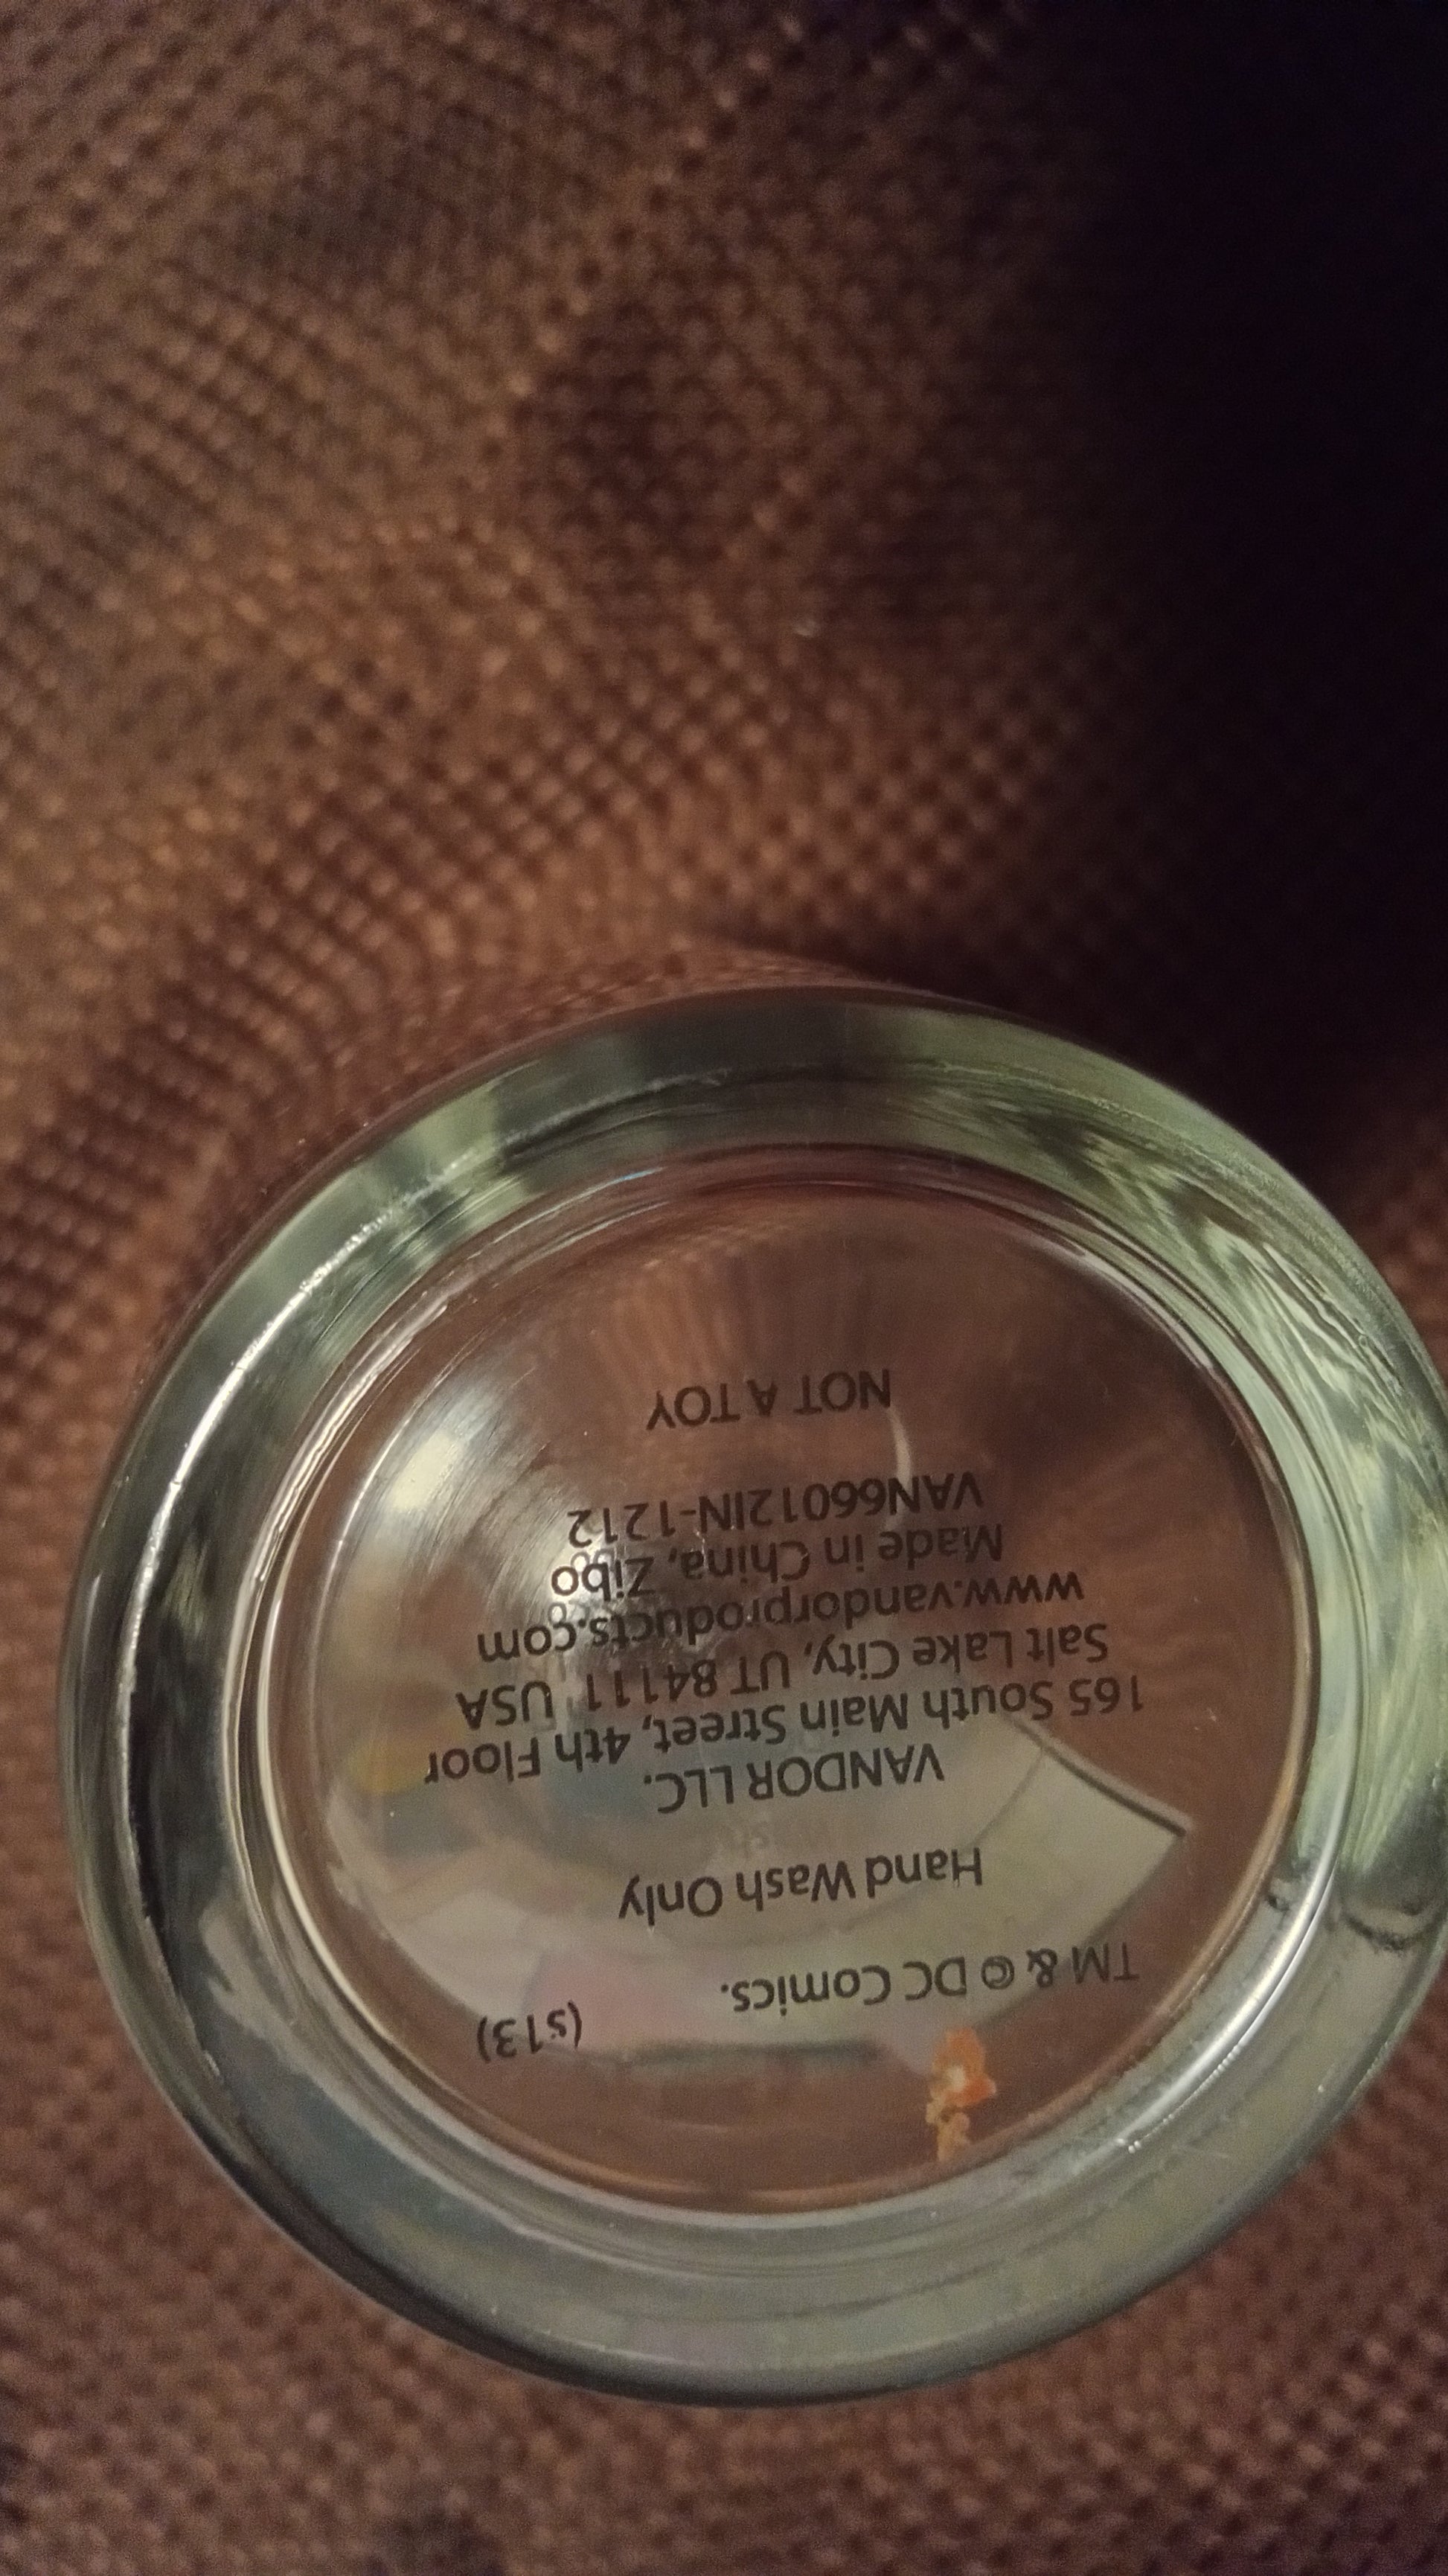 TM & © DC Comics. (s13)
Hand Wash Only
VANDOR LLC.
165 South Main Street, 4th Floor
Salt Lake City, UT 84111 USA
www.vandorproducts.com
Made in China, Zibo
VAN66012IN-1212
NOT A TOY